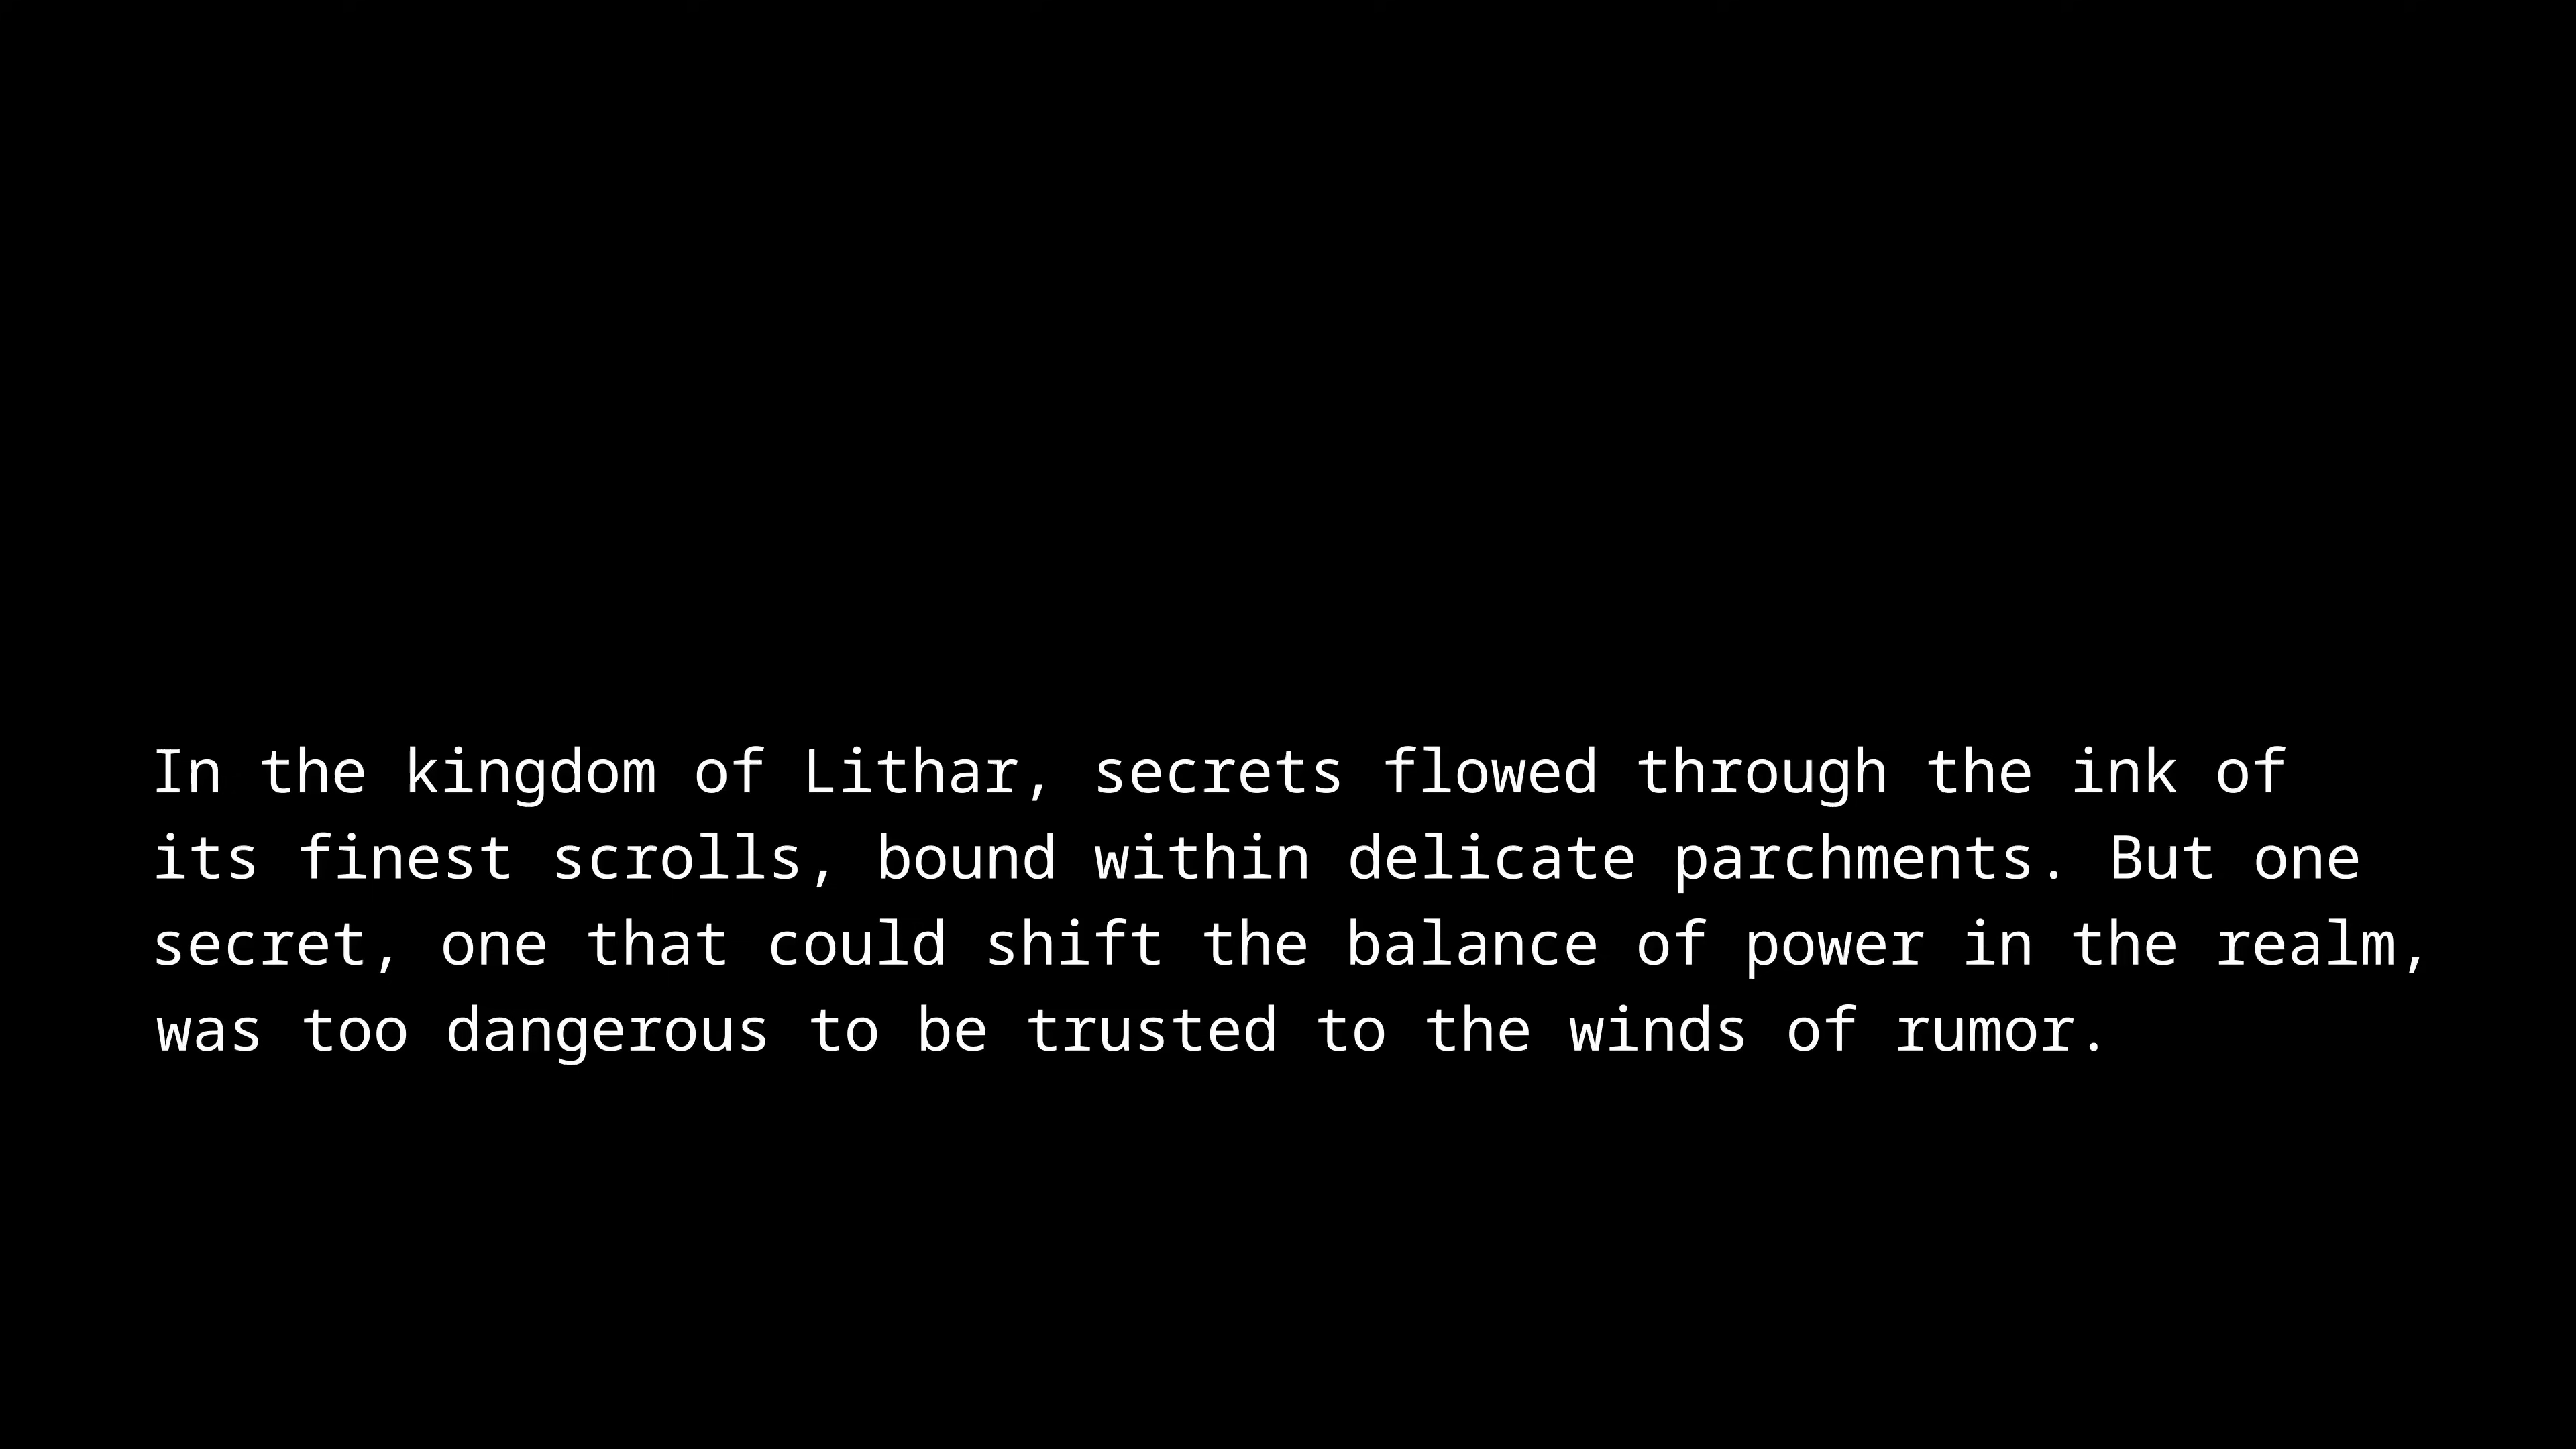 In the kingdom of Lithar, secrets flowed through the ink of
its finest scrolls, bound within delicate parchments. But one
secret, one that could shift the balance of power in the realm,
was too dangerous to be trusted to the winds of rumor.